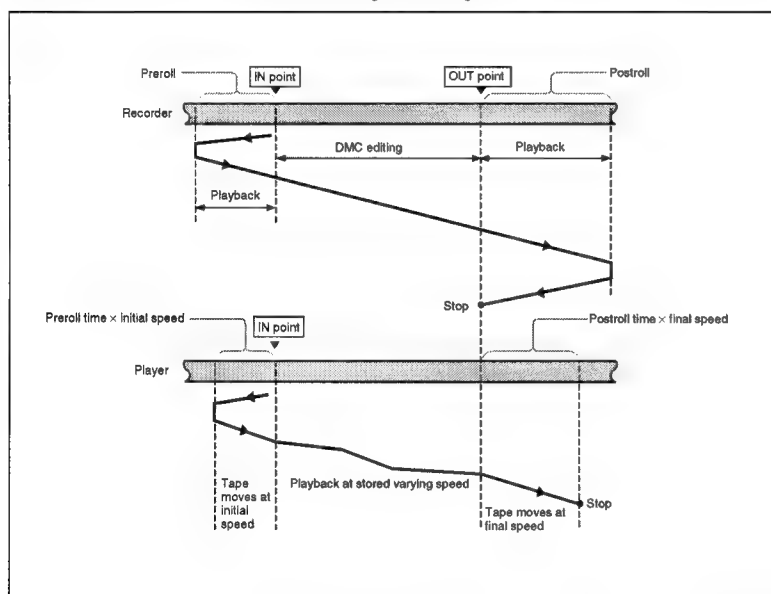 Preroll
IN point
OUT point
Postroll
Recorder
DMC editing
Playback
Playback
Stop
Preroll time × initial speed
IN point
Postroll time × final speed
Player
Tape
moves at
initial
speed
Playback at stored varying speed
Tape moves at
final speed
Stop